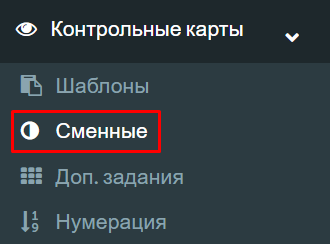 Контрольные карты
Шаблоны
Сменные
Доп. задания
Нумерация